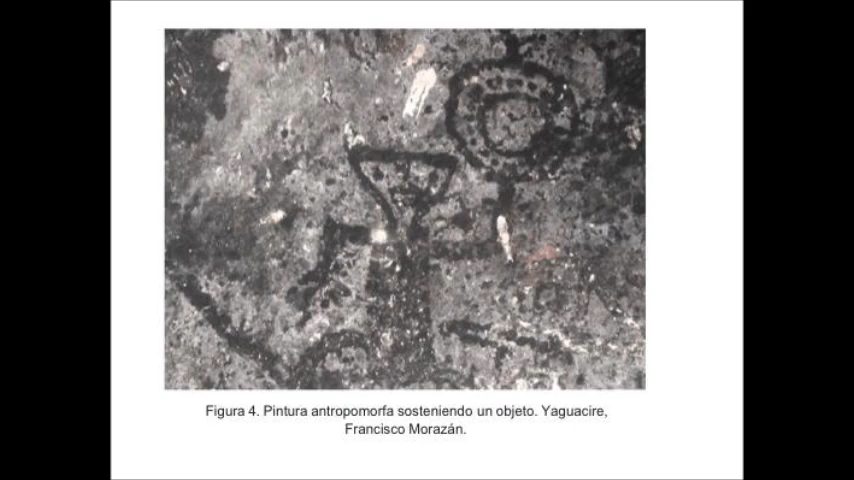 Figura 4. Pintura antropomorfa sosteniendo un objeto. Yaguacire,
Francisco Morazán.